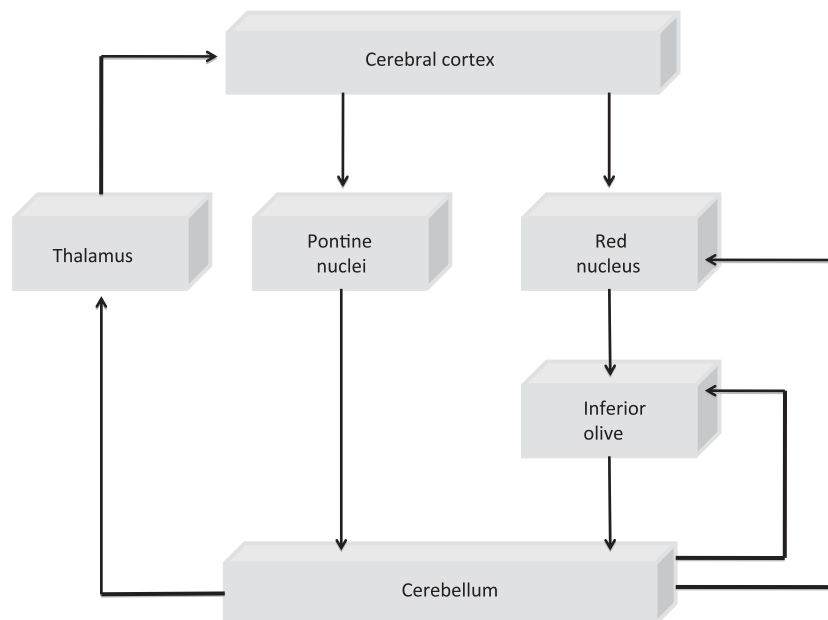 Cerebral cortex
Thalamus
Pontine
nuclei
Red
nucleus
Inferior
olive
Cerebellum